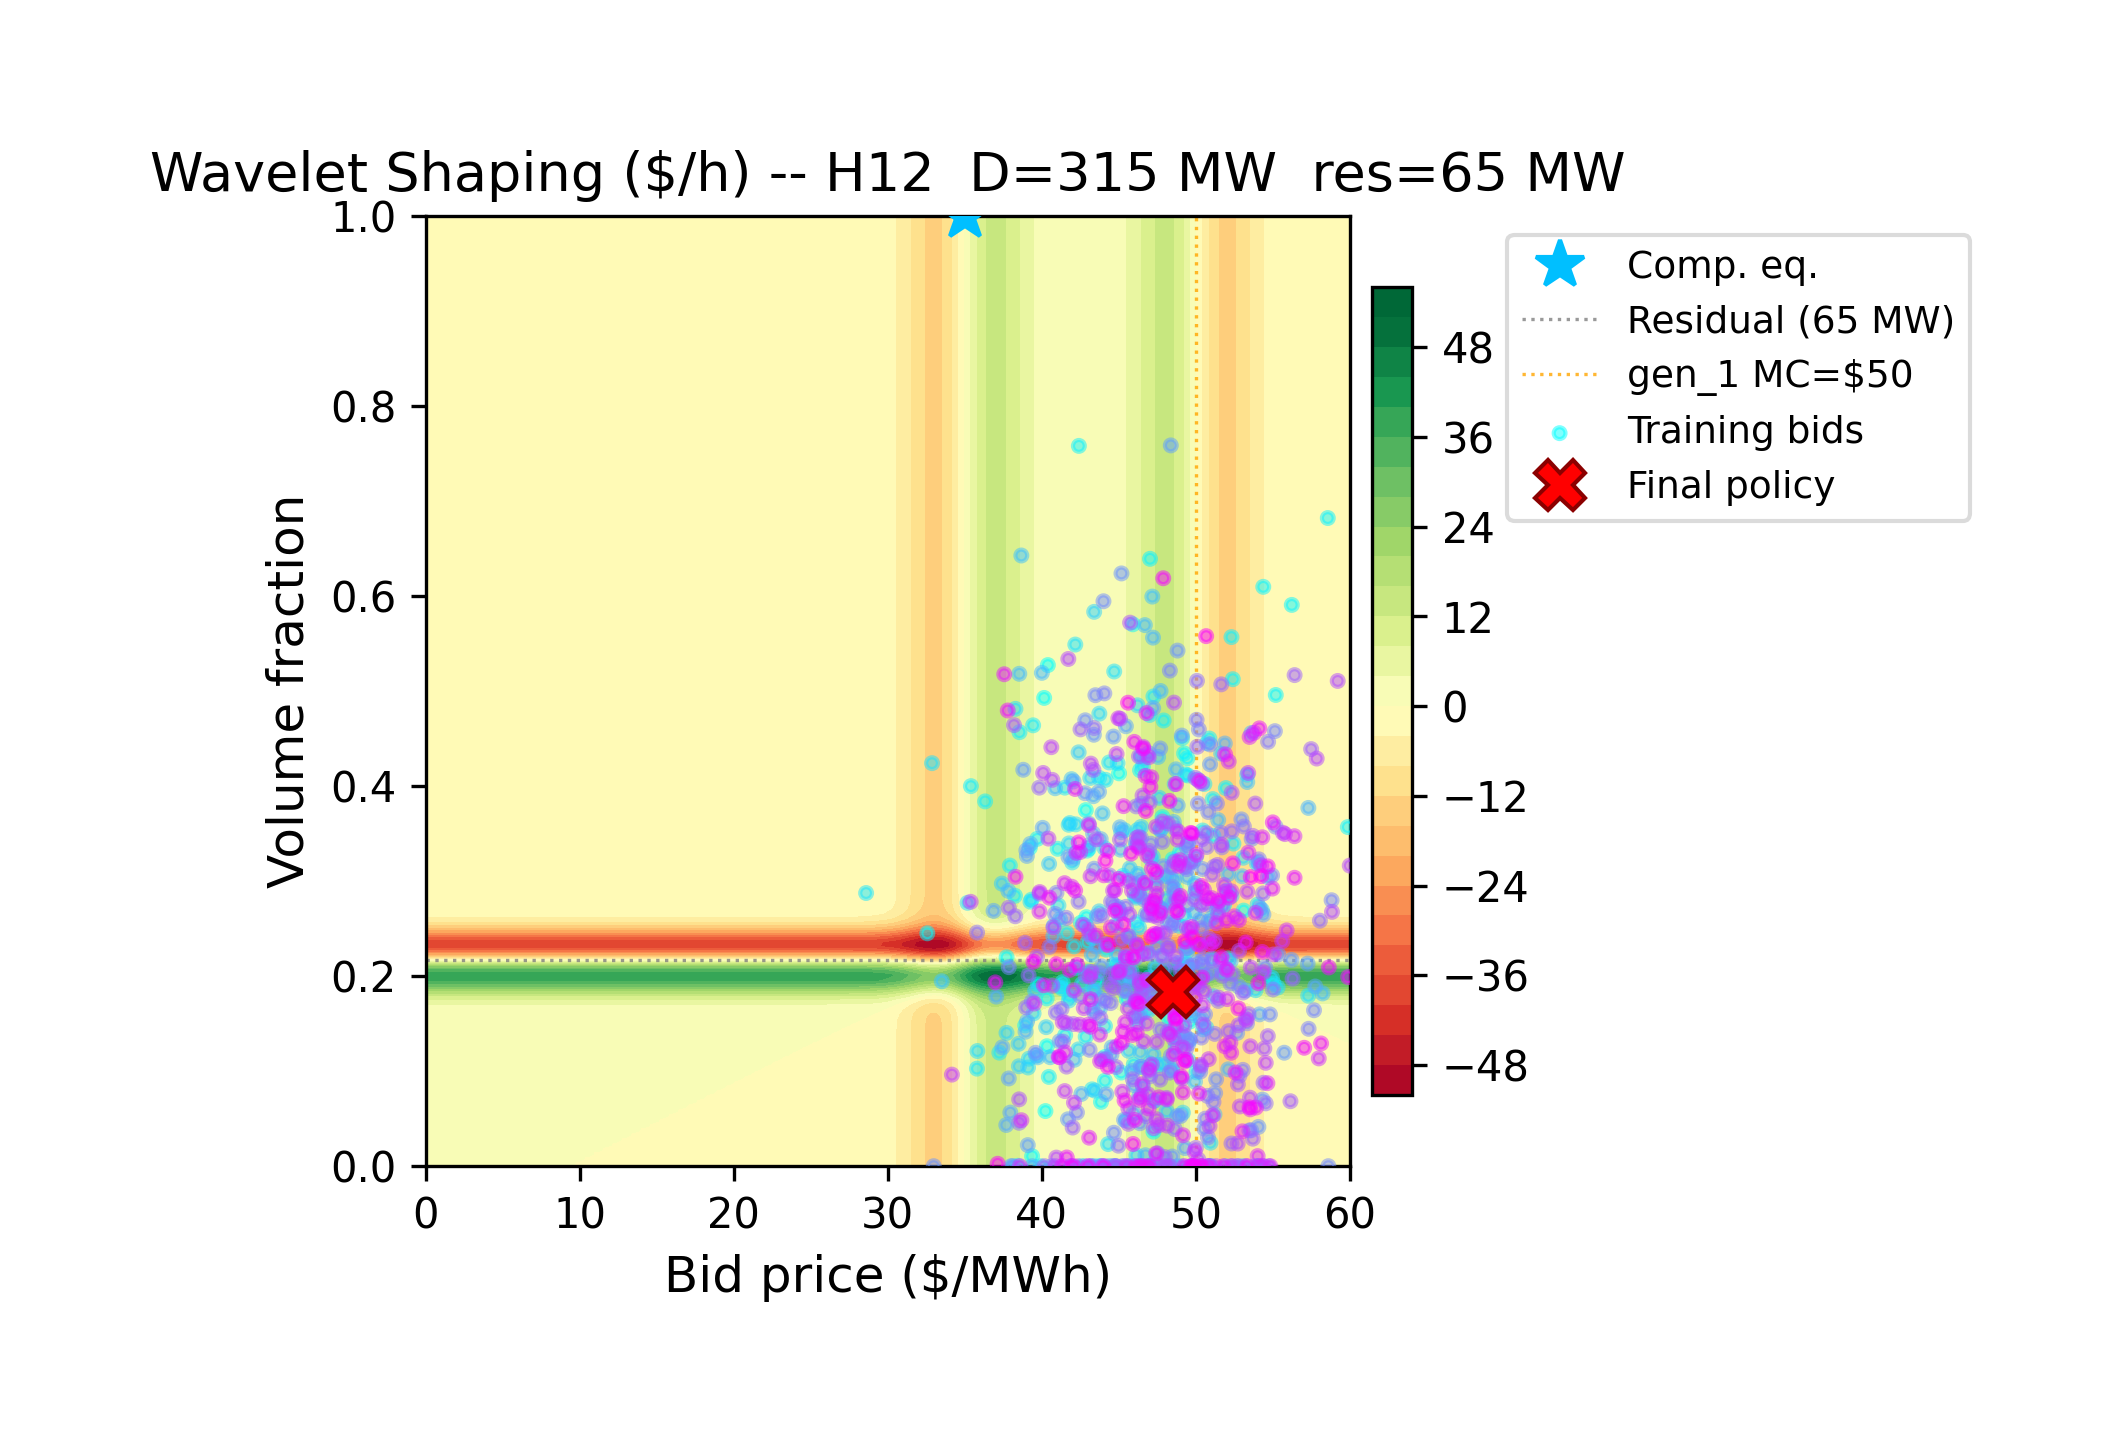 Wavelet Shaping ($/h) -- H12  D=315 MW  res=65 MW
1.0
0.8
0.6
0.4
0.2
0.0
Volume fraction
0
10
20
30
40
50
60
Bid price ($/MWh)
48
36
24
12
0
−12
−24
−36
−48
Comp. eq.
Residual (65 MW)
gen_1 MC=$50
Training bids
Final policy